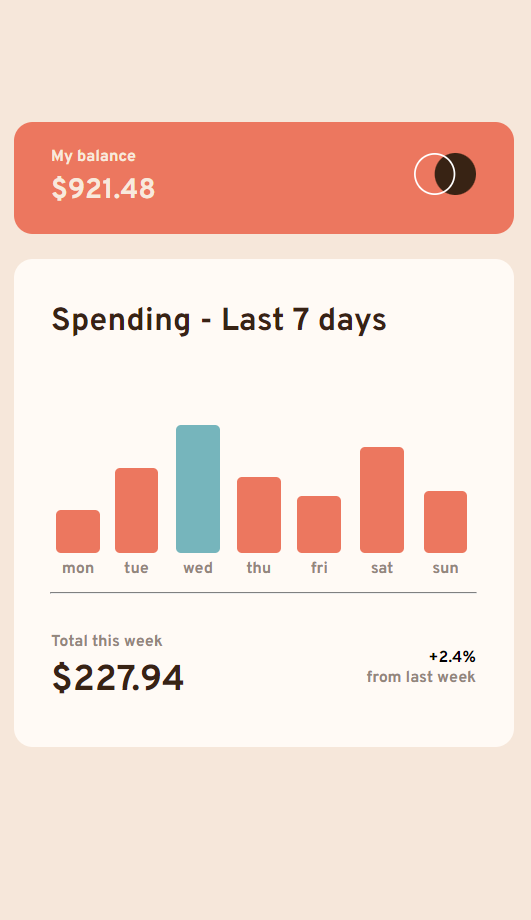 My balance
$921.48
Spending - Last 7 days
mon tue wed thu fri sat sun
Total this week
$227.94
+2.4%
from last week